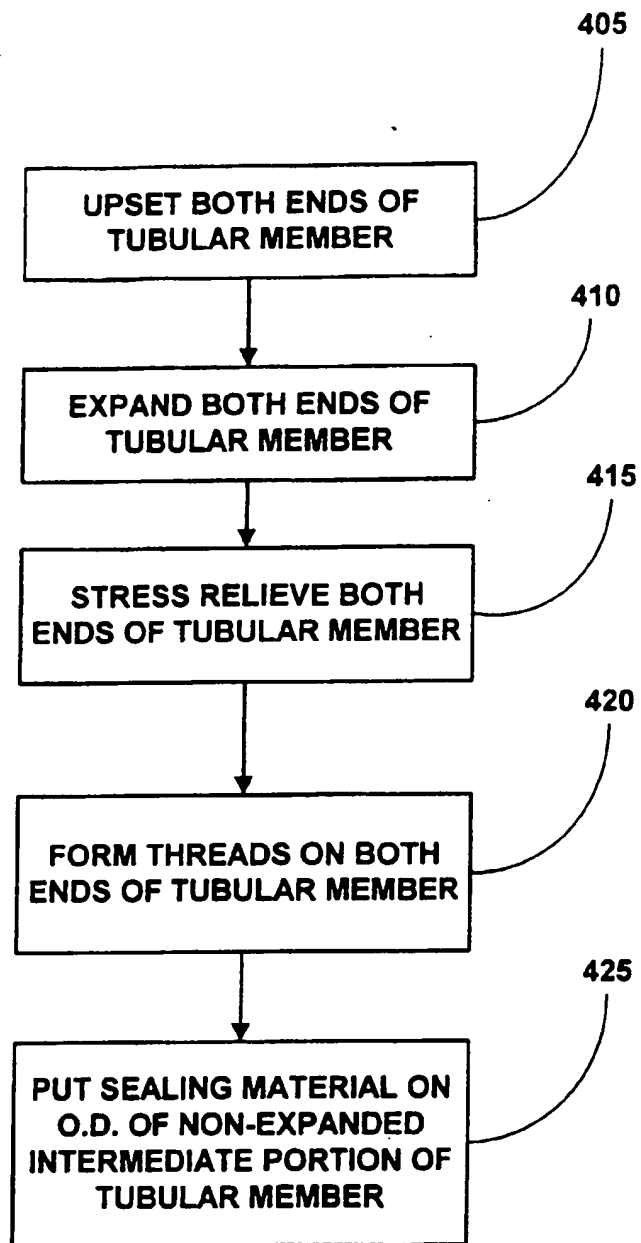 405
UPSET BOTH ENDS OF
TUBULAR MEMBER
410
EXPAND BOTH ENDS OF
TUBULAR MEMBER
415
STRESS RELIEVE BOTH
ENDS OF TUBULAR MEMBER
420
FORM THREADS ON BOTH
ENDS OF TUBULAR MEMBER
425
PUT SEALING MATERIAL ON
O.D. OF NON-EXPANDED
INTERMEDIATE PORTION OF
TUBULAR MEMBER